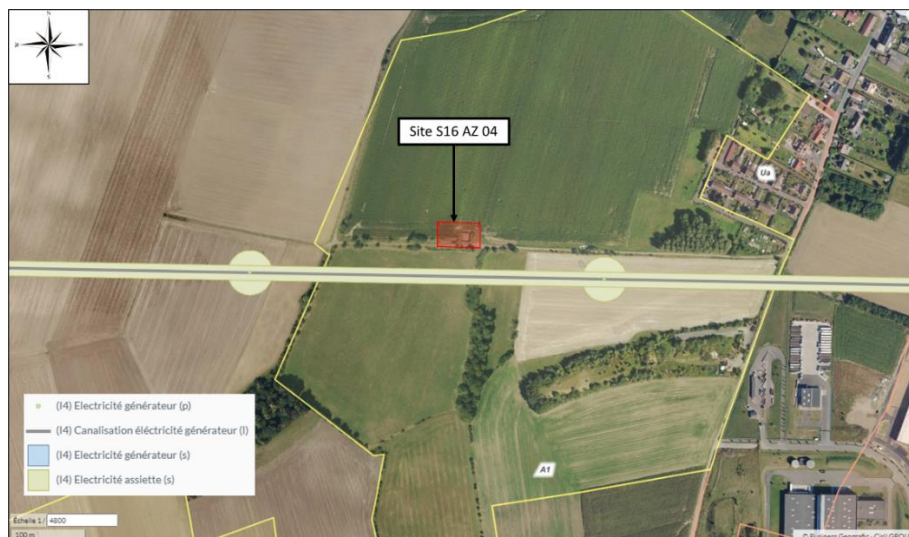 Site S16 AZ 04
Ua
(I4) Electricité générateur (p)
(I4) Canalisation éléctricité générateur (l)
(I4) Electricité générateur (s)
(I4) Electricité assiette (s)
A1
Échelle 1 / 4800
100 m
© Business Geografic - Ciril GROU